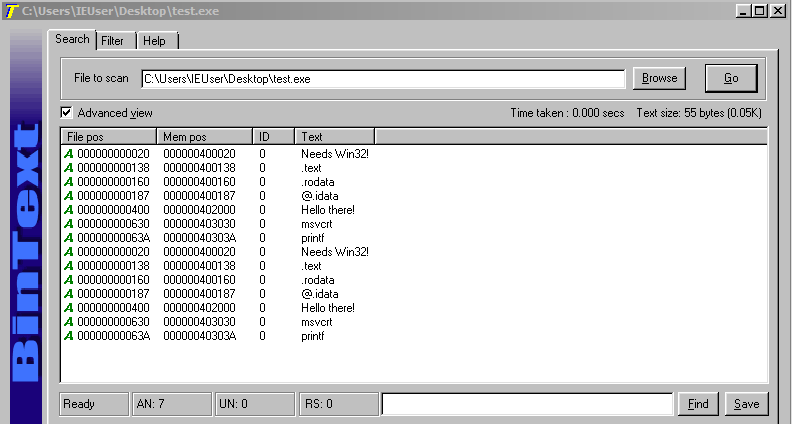 C:\Users\IEUser\Desktop\test.exe
Search Filter Help
File to scan C:\Users\IEUser\Desktop\test.exe Browse Go
Advanced view Time taken : 0.000 secs Text size: 55 bytes (0.05K)
File pos Mem pos ID Text
A 000000000020 000000400020 0 Needs Win32!
A 000000000138 000000400138 0 .text
A 000000000160 000000400160 0 .rodata
A 000000000187 000000400187 0 @.idata
A 000000000400 000000402000 0 Hello there!
A 000000000630 000000403030 0 msvcrt
A 00000000063A 00000040303A 0 printf
A 000000000020 000000400020 0 Needs Win32!
A 000000000138 000000400138 0 .text
A 000000000160 000000400160 0 .rodata
A 000000000187 000000400187 0 @.idata
A 000000000400 000000402000 0 Hello there!
A 000000000630 000000403030 0 msvcrt
A 00000000063A 00000040303A 0 printf
BinText
Ready AN: 7 UN: 0 RS: 0 Find Save